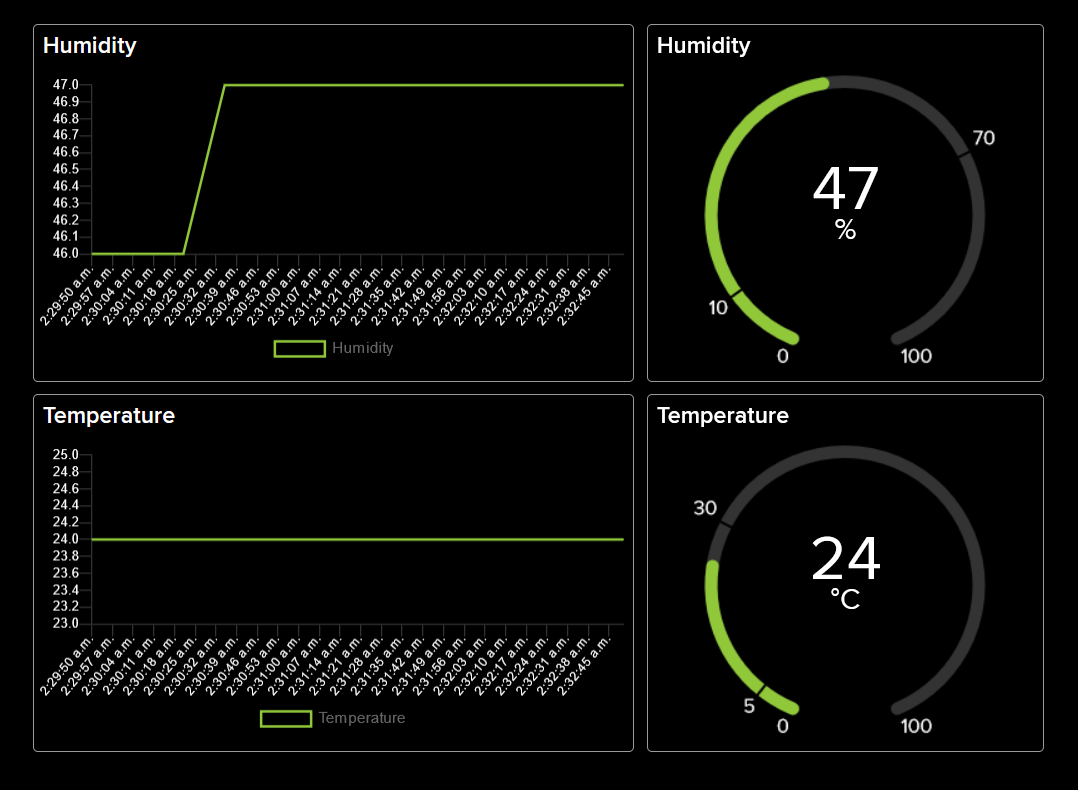 Humidity
47.0
46.9
46.8
46.7
46.6
46.5
46.4
46.3
46.2
46.1
46.0
2:29:50 a.m.
2:29:57 a.m.
2:30:04 a.m.
2:30:11 a.m.
2:30:18 a.m.
2:30:25 a.m.
2:30:32 a.m.
2:30:39 a.m.
2:30:46 a.m.
2:30:53 a.m.
2:31:00 a.m.
2:31:07 a.m.
2:31:14 a.m.
2:31:21 a.m.
2:31:28 a.m.
2:31:35 a.m.
2:31:42 a.m.
2:31:49 a.m.
2:31:56 a.m.
2:32:03 a.m.
2:32:10 a.m.
2:32:17 a.m.
2:32:24 a.m.
2:32:31 a.m.
2:32:38 a.m.
2:32:45 a.m.
Humidity
Humidity
70
47
%
10
0
100
Temperature
25.0
24.8
24.6
24.4
24.2
24.0
23.8
23.6
23.4
23.2
23.0
2:29:50 a.m.
2:29:57 a.m.
2:30:04 a.m.
2:30:11 a.m.
2:30:18 a.m.
2:30:25 a.m.
2:30:32 a.m.
2:30:39 a.m.
2:30:46 a.m.
2:30:53 a.m.
2:31:00 a.m.
2:31:07 a.m.
2:31:14 a.m.
2:31:21 a.m.
2:31:28 a.m.
2:31:35 a.m.
2:31:42 a.m.
2:31:49 a.m.
2:31:56 a.m.
2:32:03 a.m.
2:32:10 a.m.
2:32:17 a.m.
2:32:24 a.m.
2:32:31 a.m.
2:32:38 a.m.
2:32:45 a.m.
Temperature
Temperature
30
24
°C
5
0
100